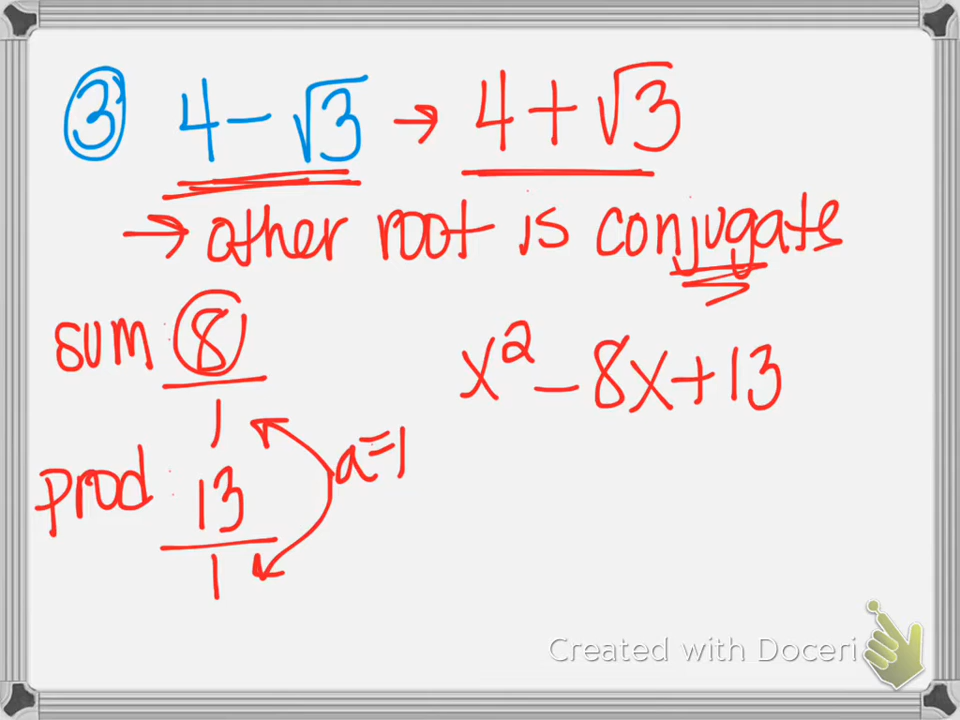 ③ 4-√3 → 4+√3
→ other root is conjugate
sum 8/1
x² - 8x + 13
a=1
prod 13/1
Created with Doceri